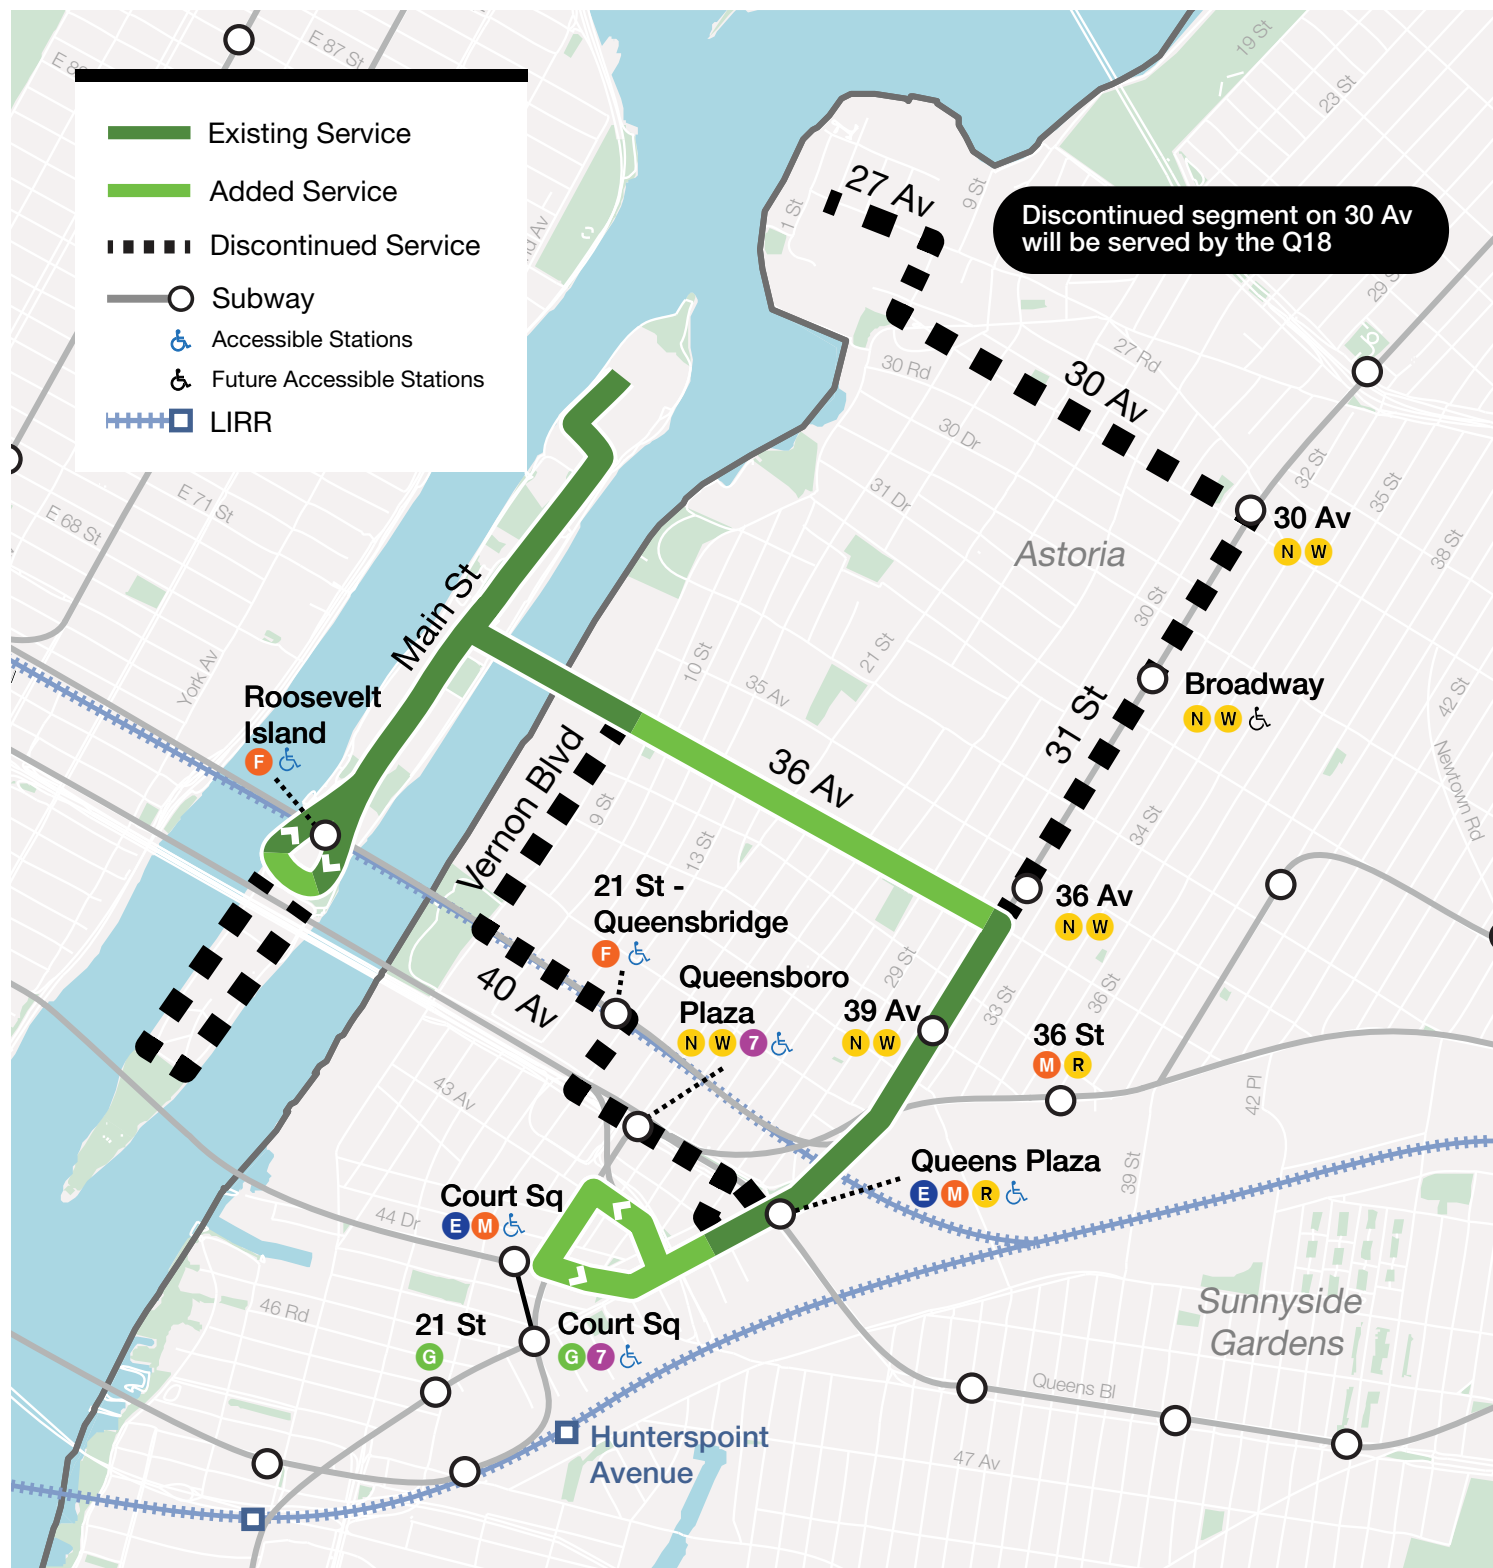 E 87 St
Existing Service
Added Service
Discontinued Service
Subway
Accessible Stations
Future Accessible Stations
LIRR
19 St
23 St
27 Av
9 St
1 St
Discontinued segment on 30 Av
will be served by the Q18
27 Rd
30 Rd
30 Av
30 Dr
32 St
35 St
31 Dr
E 71 St
E 68 St
30 Av
N W
38 St
Astoria
30 St
Main St
York Av
10 St
21 St
35 Av
Broadway
N W
42 St
Roosevelt
Island
F
31 St
Newtown Rd
Vernon Blvd
36 Av
9 St
13 St
34 St
21 St -
Queensbridge
F
36 Av
N W
40 Av
Queensboro
Plaza
N W 7
29 St
39 Av
N W
33 St
36 St
36 St
M R
43 Av
42 Pl
39 St
Queens Plaza
E M R
Court Sq
E M
44 Dr
46 Rd
21 St
G
Court Sq
G 7
Sunnyside
Gardens
Queens Bl
Hunterspoint
Avenue
47 Av